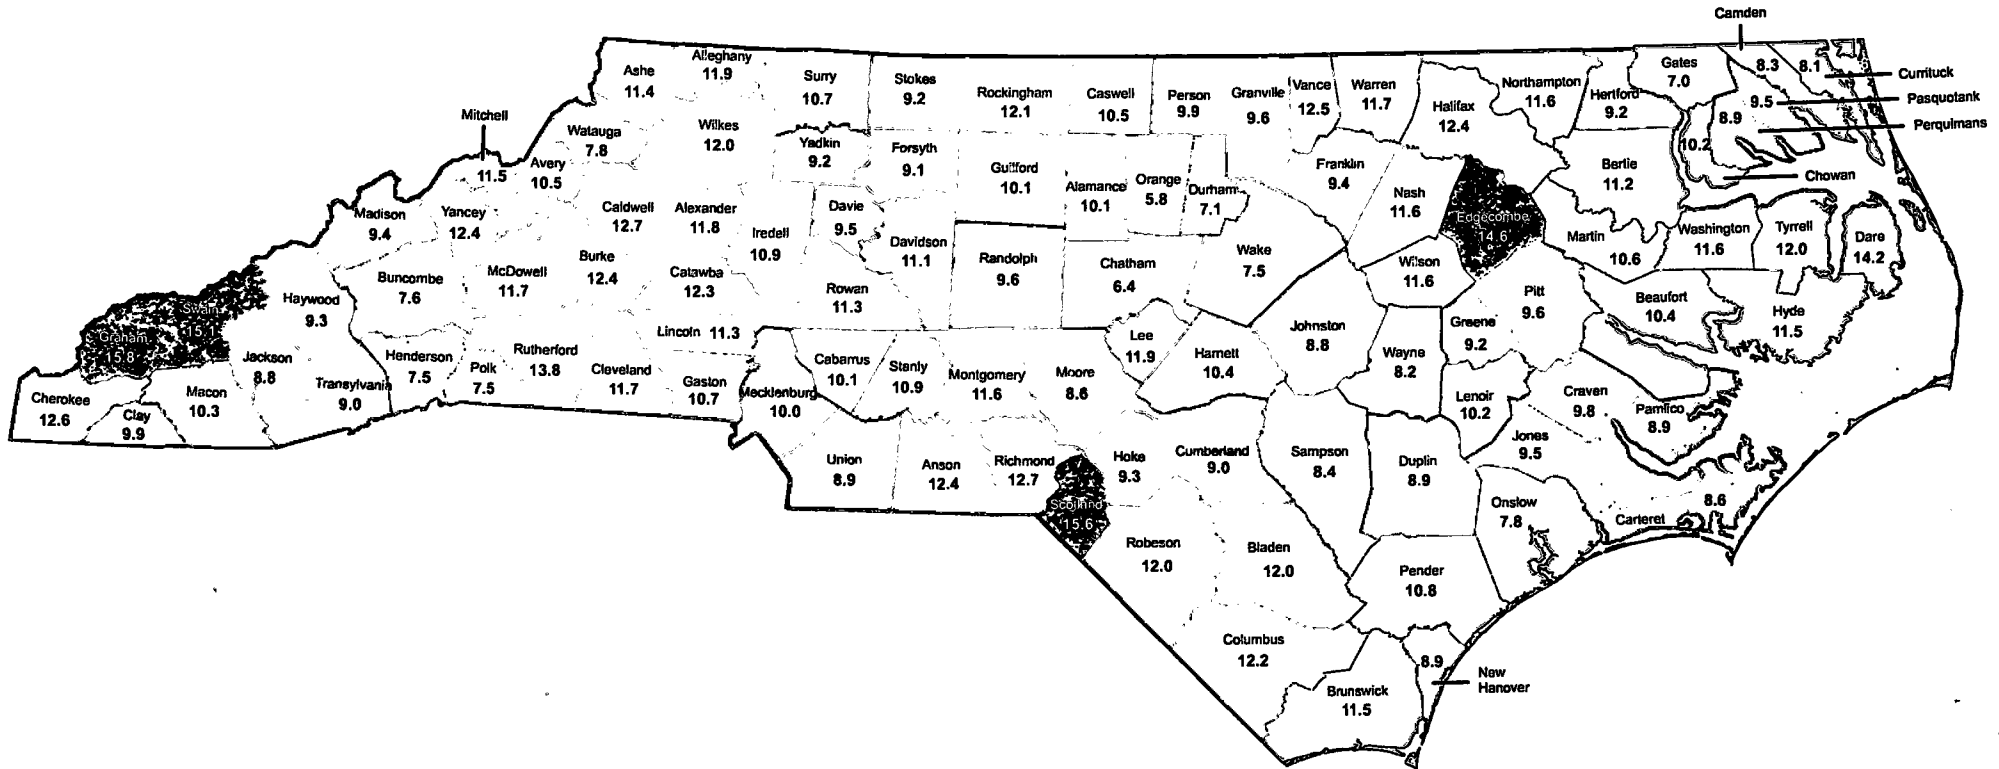 Camden
Alleghany
11.9
Ashe
11.4
Surry
10.7
Stokes
9.2
Rockingham
12.1
Caswell
10.5
Person
9.9
Granville
9.6
Vance
12.5
Warren
11.7
Halifax
12.4
Northampton
11.6
Hertford
9.2
Gates
7.0
8.3
8.1
Currituck
9.5
Pasquotank
8.9
Perquimans
10.2
Chowan
Mitchell
11.5
Avery
10.5
Watauga
7.8
Wilkes
12.0
Yadkin
9.2
Forsyth
9.1
Guilford
10.1
Alamance
10.1
Orange
5.8
Durham
7.1
Franklin
9.4
Nash
11.6
Edgecombe
14.6
Bertie
11.2
Martin
10.6
Washington
11.6
Tyrrell
12.0
Dare
14.2
Madison
9.4
Yancey
12.4
Caldwell
12.7
Alexander
11.8
Iredell
10.9
Davie
9.5
Davidson
11.1
Randolph
9.6
Chatham
6.4
Wake
7.5
Wilson
11.6
Pitt
9.6
Beaufort
10.4
Hyde
11.5
Swain
15.1
Graham
15.8
Haywood
9.3
Buncombe
7.6
McDowell
11.7
Burke
12.4
Catawba
12.3
Rowan
11.3
Lincoln 11.3
Cherokee
12.6
Clay
9.9
Macon
10.3
Jackson
8.8
Transylvania
9.0
Henderson
7.5
Polk
7.5
Rutherford
13.8
Cleveland
11.7
Gaston
10.7
Mecklenburg
10.0
Cabarrus
10.1
Stanly
10.9
Montgomery
11.6
Moore
8.6
Lee
11.9
Harnett
10.4
Johnston
8.8
Wayne
8.2
Greene
9.2
Lenoir
10.2
Craven
9.8
Pamlico
8.9
Jones
9.5
Union
8.9
Anson
12.4
Richmond
12.7
Scotland
15.6
Hoke
9.3
Cumberland
9.0
Sampson
8.4
Duplin
8.9
Onslow
7.8
8.6
Carteret
Robeson
12.0
Bladen
12.0
Pender
10.8
Columbus
12.2
Brunswick
11.5
8.9
New
Hanover